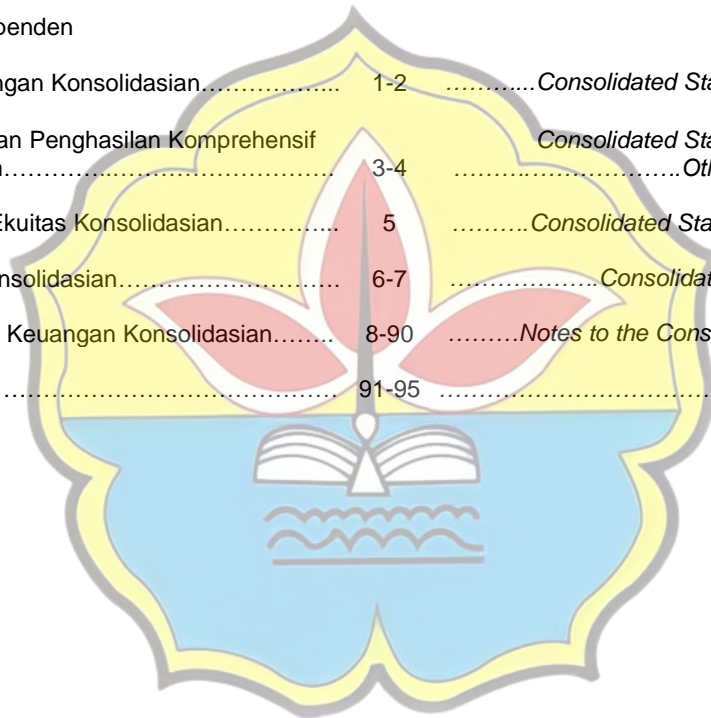 penden
ngan Konsolidasian……………... 1-2 ………...Consolidated Sta
an Penghasilan Komprehensif Consolidated Sta
n…………………………………… 3-4 ……………………….Oth
Ekuitas Konsolidasian…………... 5 ……….Consolidated Sta
nsolidasian……………………….. 6-7 ……………….Consolidat
Keuangan Konsolidasian…….. 8-90 ………Notes to the Cons
…………………………………… 91-95 ……………………………